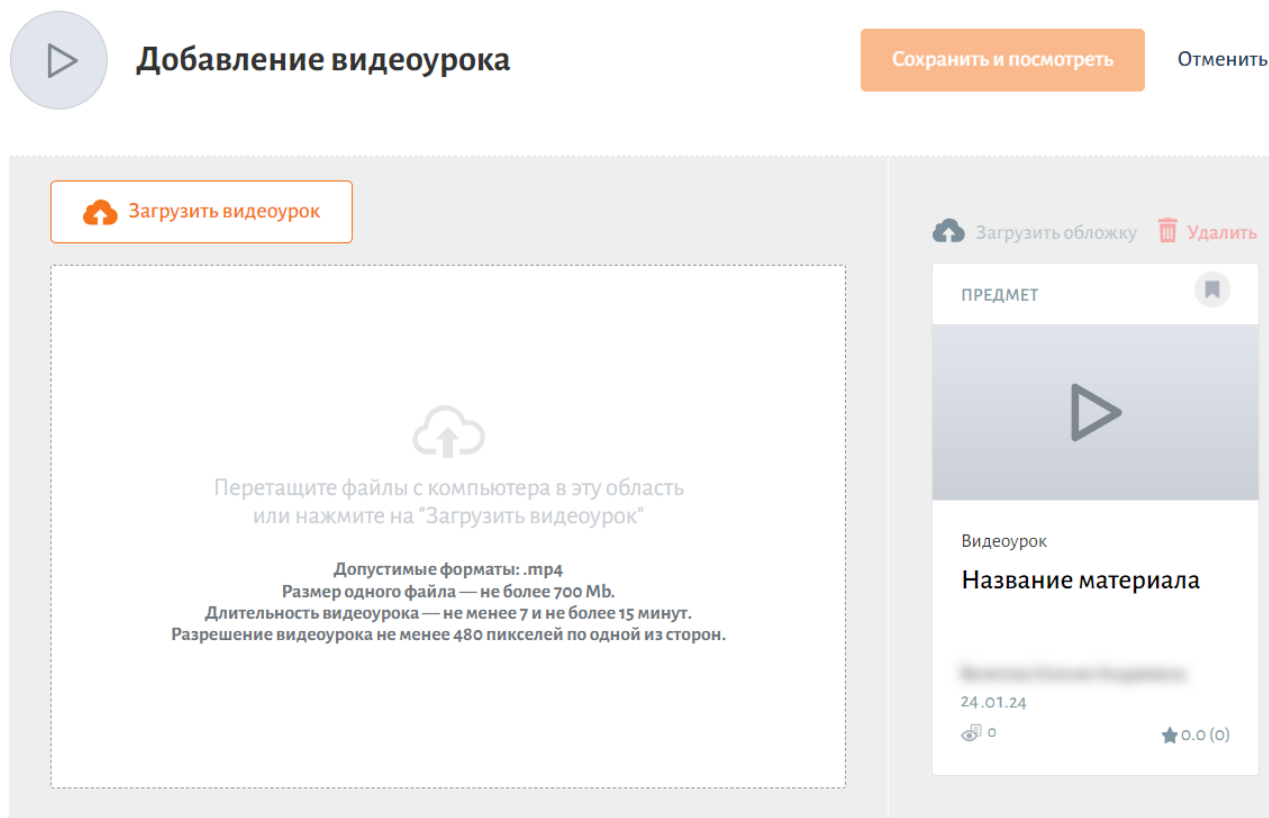 Добавление видеоурока
Сохранить и посмотреть
Отменить
Загрузить видеоурок
Перетащите файлы с компьютера в эту область
или нажмите на "Загрузить видеоурок"
Допустимые форматы: .mp4
Размер одного файла — не более 700 Mb.
Длительность видеоурока — не менее 7 и не более 15 минут.
Разрешение видеоурока не менее 480 пикселей по одной из сторон.
Загрузить обложку
Удалить
ПРЕДМЕТ
Видеоурок
Название материала
24.01.24
0
0.0 (0)